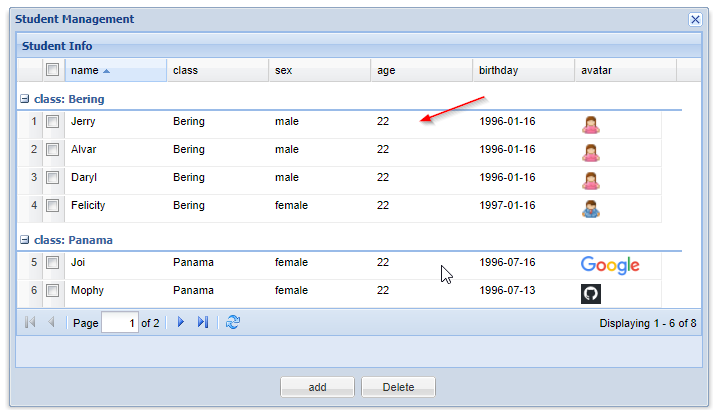 Student Management
Student Info
name class sex age birthday avatar
class: Bering
1 Jerry Bering male 22 1996-01-16
2 Alvar Bering male 22 1996-01-16
3 Daryl Bering male 22 1996-01-16
4 Felicity Bering female 22 1997-01-16
class: Panama
5 Joi Panama female 22 1996-07-16 Google
6 Mophy Panama female 22 1996-07-13
Page 1 of 2 Displaying 1 - 6 of 8
add Delete